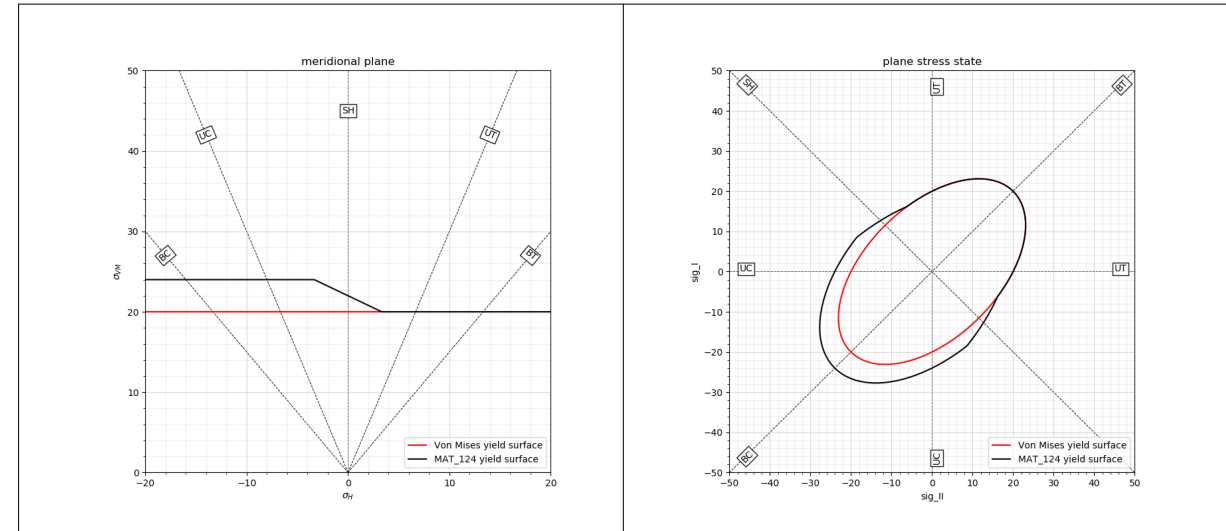 meridional plane
50
40
30
20
10
0
−20
−10
0
10
20
σ_VM
σ_H
SH
UC
UT
BC
BT
Von Mises yield surface
MAT_124 yield surface
plane stress state
50
40
30
20
10
0
−10
−20
−30
−40
−50
−50
−40
−30
−20
−10
0
10
20
30
40
50
sig_I
sig_II
SH
UT
BT
UC
UT
BC
UC
Von Mises yield surface
MAT_124 yield surface